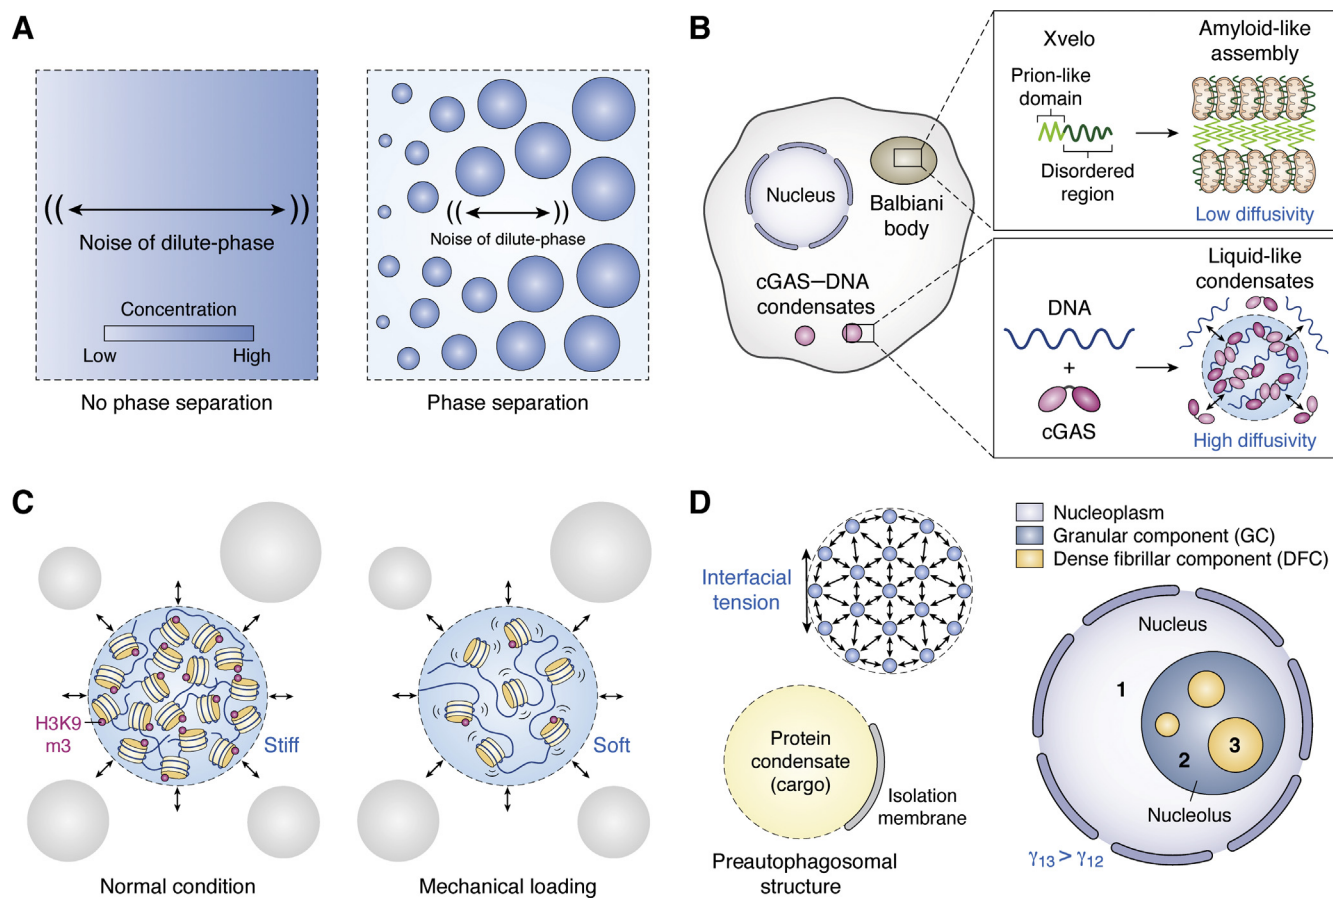 A
(( ))
Noise of dilute-phase
Concentration
Low High
No phase separation
(( ))
Noise of dilute-phase
Phase separation
B
Nucleus
Balbiani
body
cGAS–DNA
condensates
Xvelo
Prion-like
domain
Disordered
region
Amyloid-like
assembly
Low diffusivity
DNA
+
cGAS
Liquid-like
condensates
High diffusivity
C
H3K9
m3
Stiff
Normal condition
Soft
Mechanical loading
D
Interfacial
tension
Protein
condensate
(cargo)
Isolation
membrane
Preautophagosomal
structure
Nucleoplasm
Granular component (GC)
Dense fibrillar component (DFC)
Nucleus
1
2
3
Nucleolus
γ13 > γ12